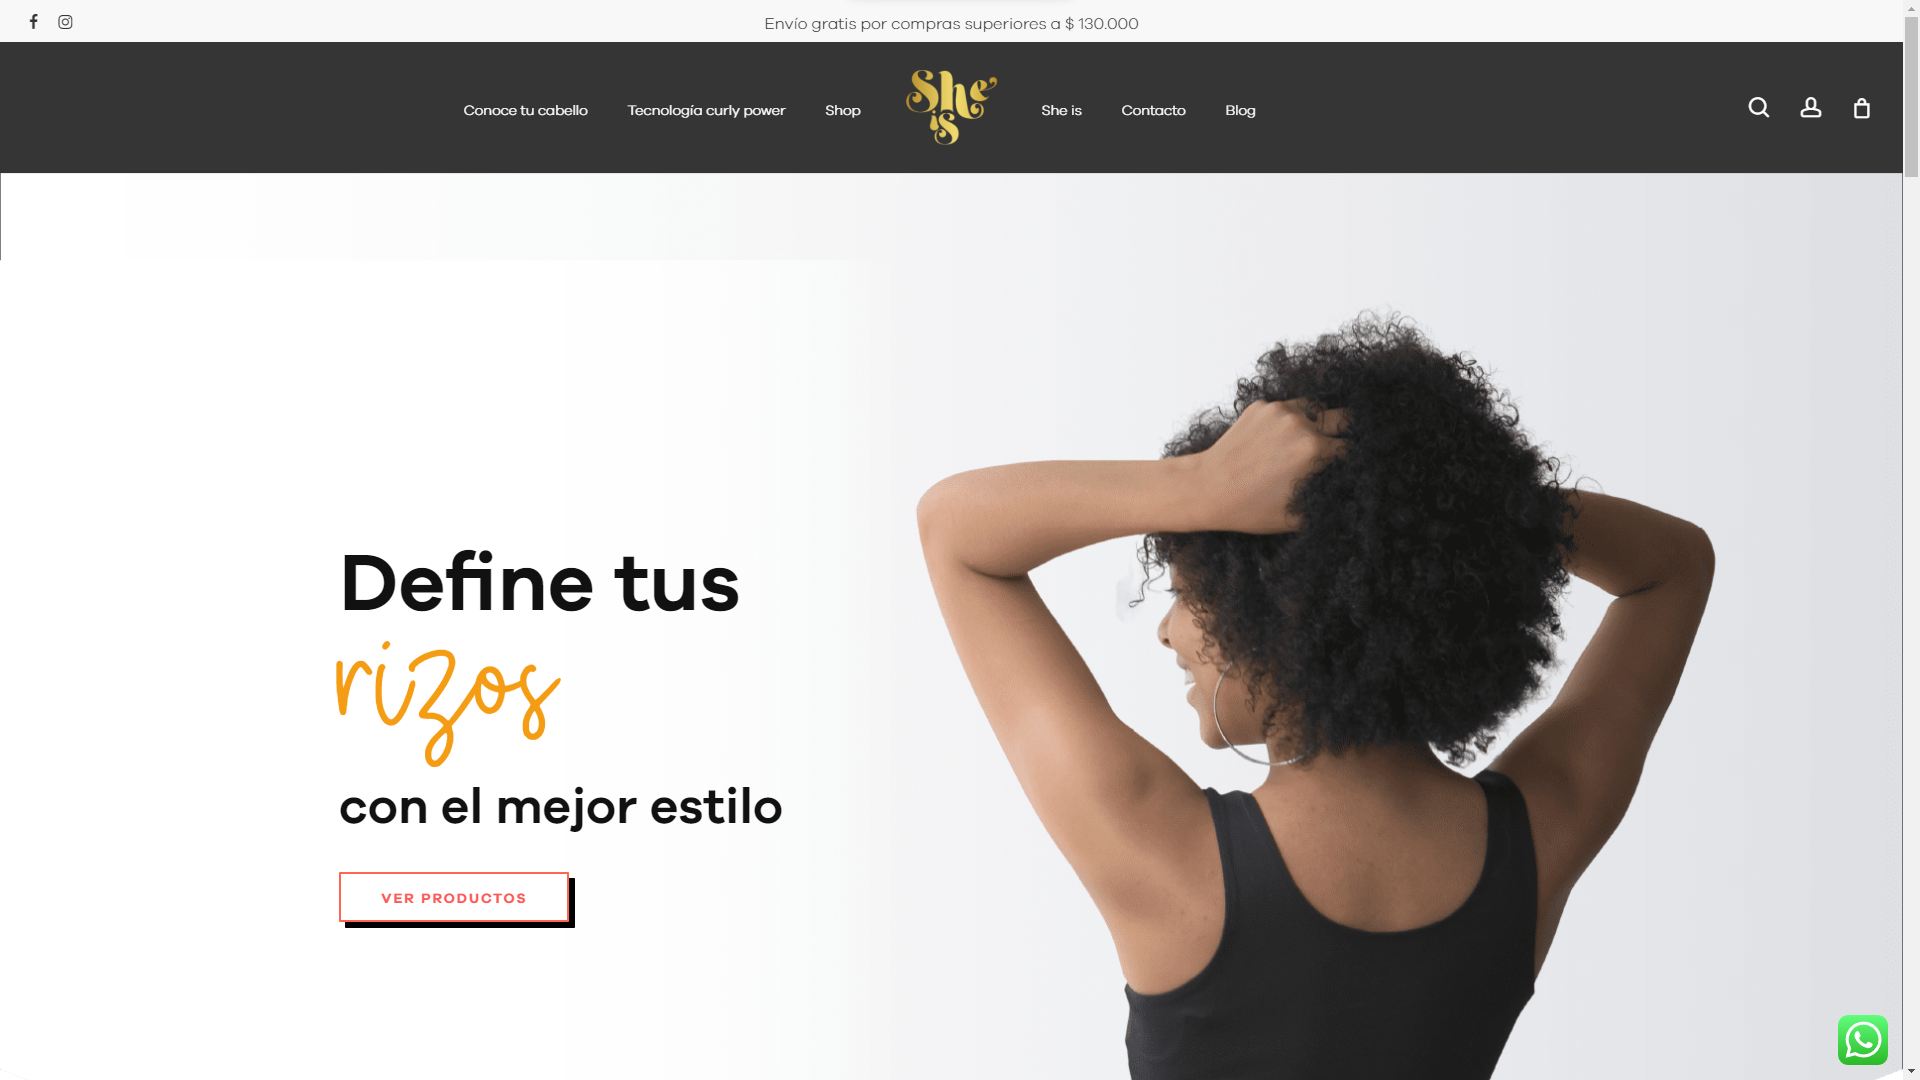 Envío gratis por compras superiores a $ 130.000
Conoce tu cabello
Tecnología curly power
Shop
She is
She is
Contacto
Blog
Define tus
rizos
con el mejor estilo
VER PRODUCTOS